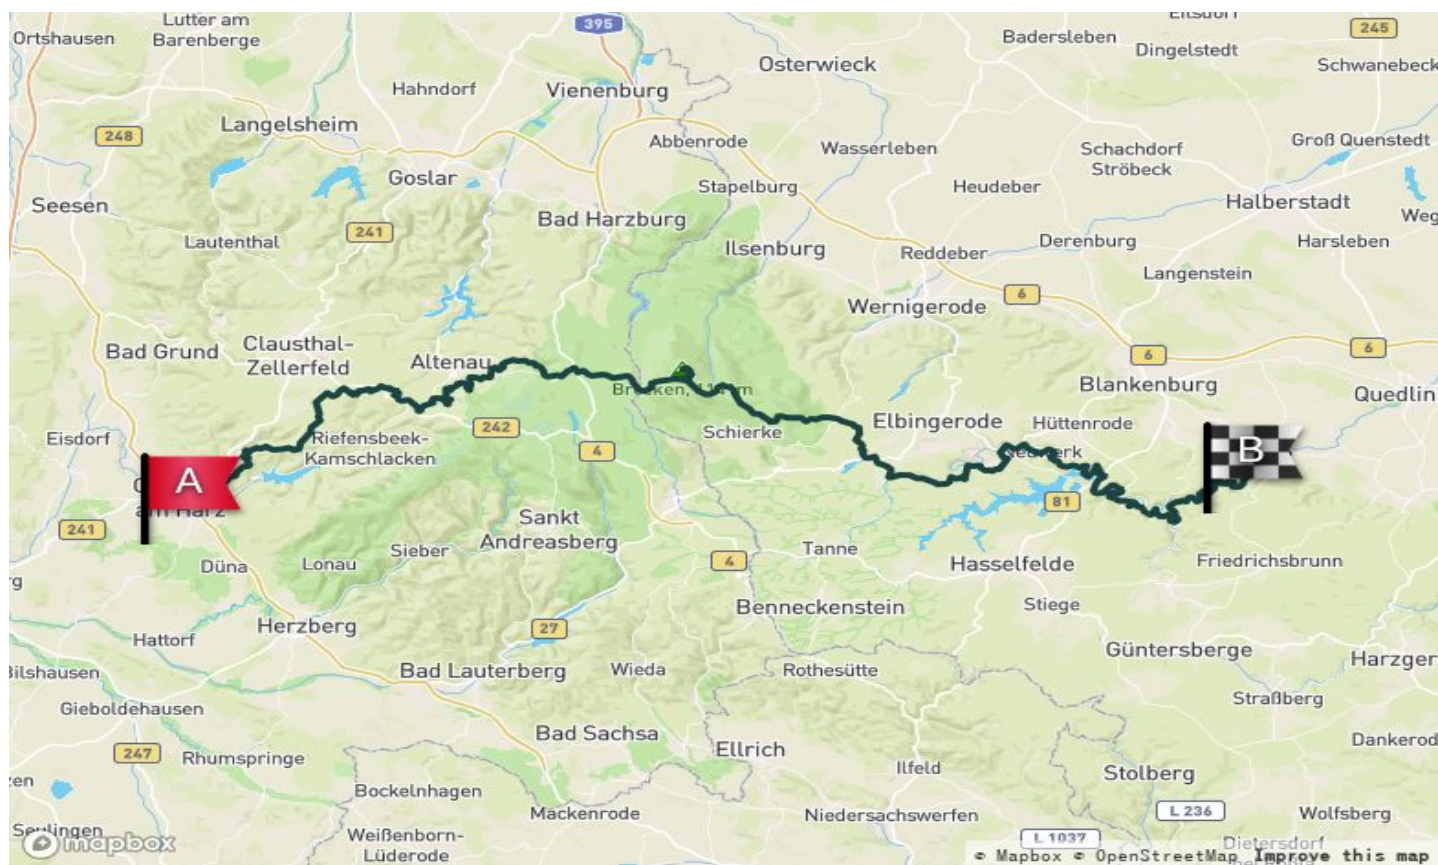 Lutter am
Barenberge
395
245
Ortshausen
Badersleben
Dingelstedt
Osterwieck
Schwanebeck
Hahndorf
Vienenburg
Langelsheim
248
Abbenrode
Wasserleben
Schachdorf
Ströbeck
Groß Quenstedt
Goslar
Stapelburg
Heudeber
Seesen
Bad Harzburg
Halberstadt
Weg
241
Lautenthal
Ilsenburg
Reddeber
Derenburg
Harsleben
Langenstein
6
Wernigerode
Bad Grund
Clausthal-
Zellerfeld
Altenau
6
6
Blankenburg
Quedlin
Elbingerode
Hüttenrode
Schierke
242
4
Eisdorf
Riefensbeek-
Kamschlacken
A
B
am Harz
81
241
Sankt
Andreasberg
Düna
Lonau
Sieber
4
Tanne
Hasselfelde
Friedrichsbrunn
rg
Benneckenstein
Stiege
Herzberg
27
Hattorf
Güntersberge
Harzger
Bilshausen
Bad Lauterberg
Wieda
Rothesütte
Straßberg
Gieboldehausen
Bad Sachsa
Ellrich
Dankerod
247
Rhumspringe
Ilfeld
Stolberg
zen
Bockelnhagen
Mackenrode
Niedersachswerfen
L 236
Wolfsberg
Seulingen
mapbox
Weißenborn-
Lüderode
L 1037
Dietersdorf
© Mapbox © OpenStreetMap Improve this map